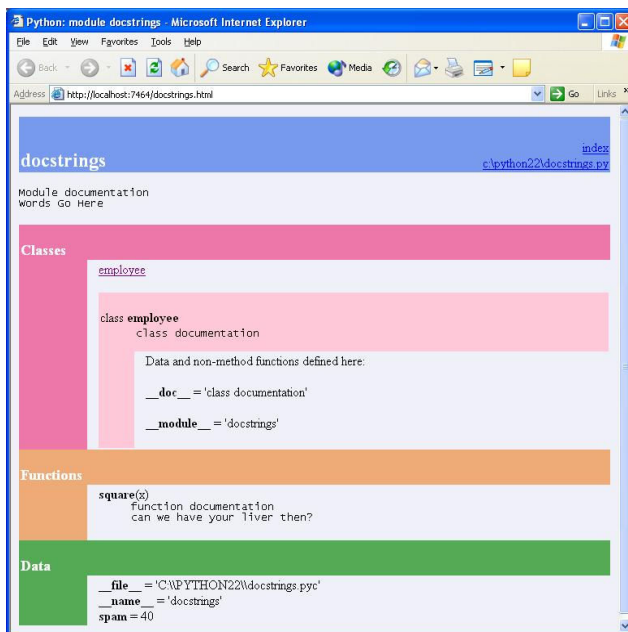 Python: module docstrings - Microsoft Internet Explorer
File Edit View Favorites Tools Help
Back Search Favorites Media
Address http://localhost:7464/docstrings.html Go Links »
index
docstrings c:\python22\docstrings.py
Module documentation
Words Go Here
Classes
employee
class employee
class documentation
Data and non-method functions defined here:
__doc__ = 'class documentation'
__module__ = 'docstrings'
Functions
square(x)
function documentation
can we have your liver then?
Data
__file__ = 'C:\\PYTHON22\\docstrings.pyc'
__name__ = 'docstrings'
spam = 40